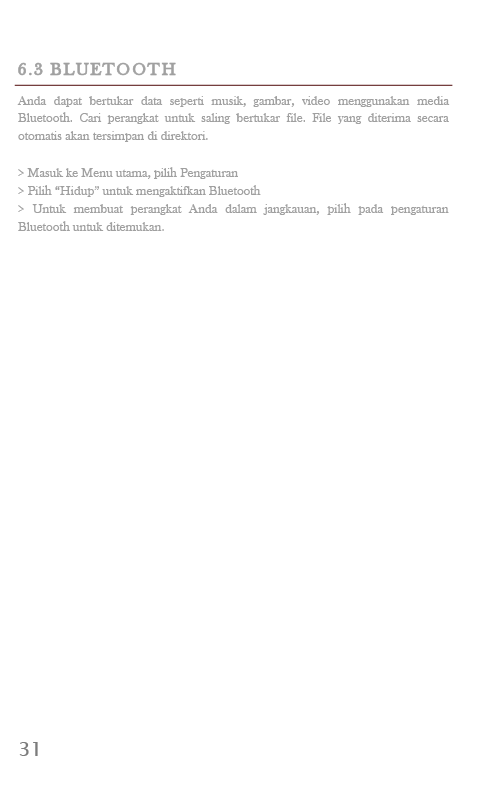 6.3 BLUETOOTH
Anda dapat bertukar data seperti musik, gambar, video menggunakan media
Bluetooth. Cari perangkat untuk saling bertukar file. File yang diterima secara
otomatis akan tersimpan di direktori.
> Masuk ke Menu utama, pilih Pengaturan
> Pilih “Hidup” untuk mengaktifkan Bluetooth
> Untuk membuat perangkat Anda dalam jangkauan, pilih pada pengaturan
Bluetooth untuk ditemukan.
31